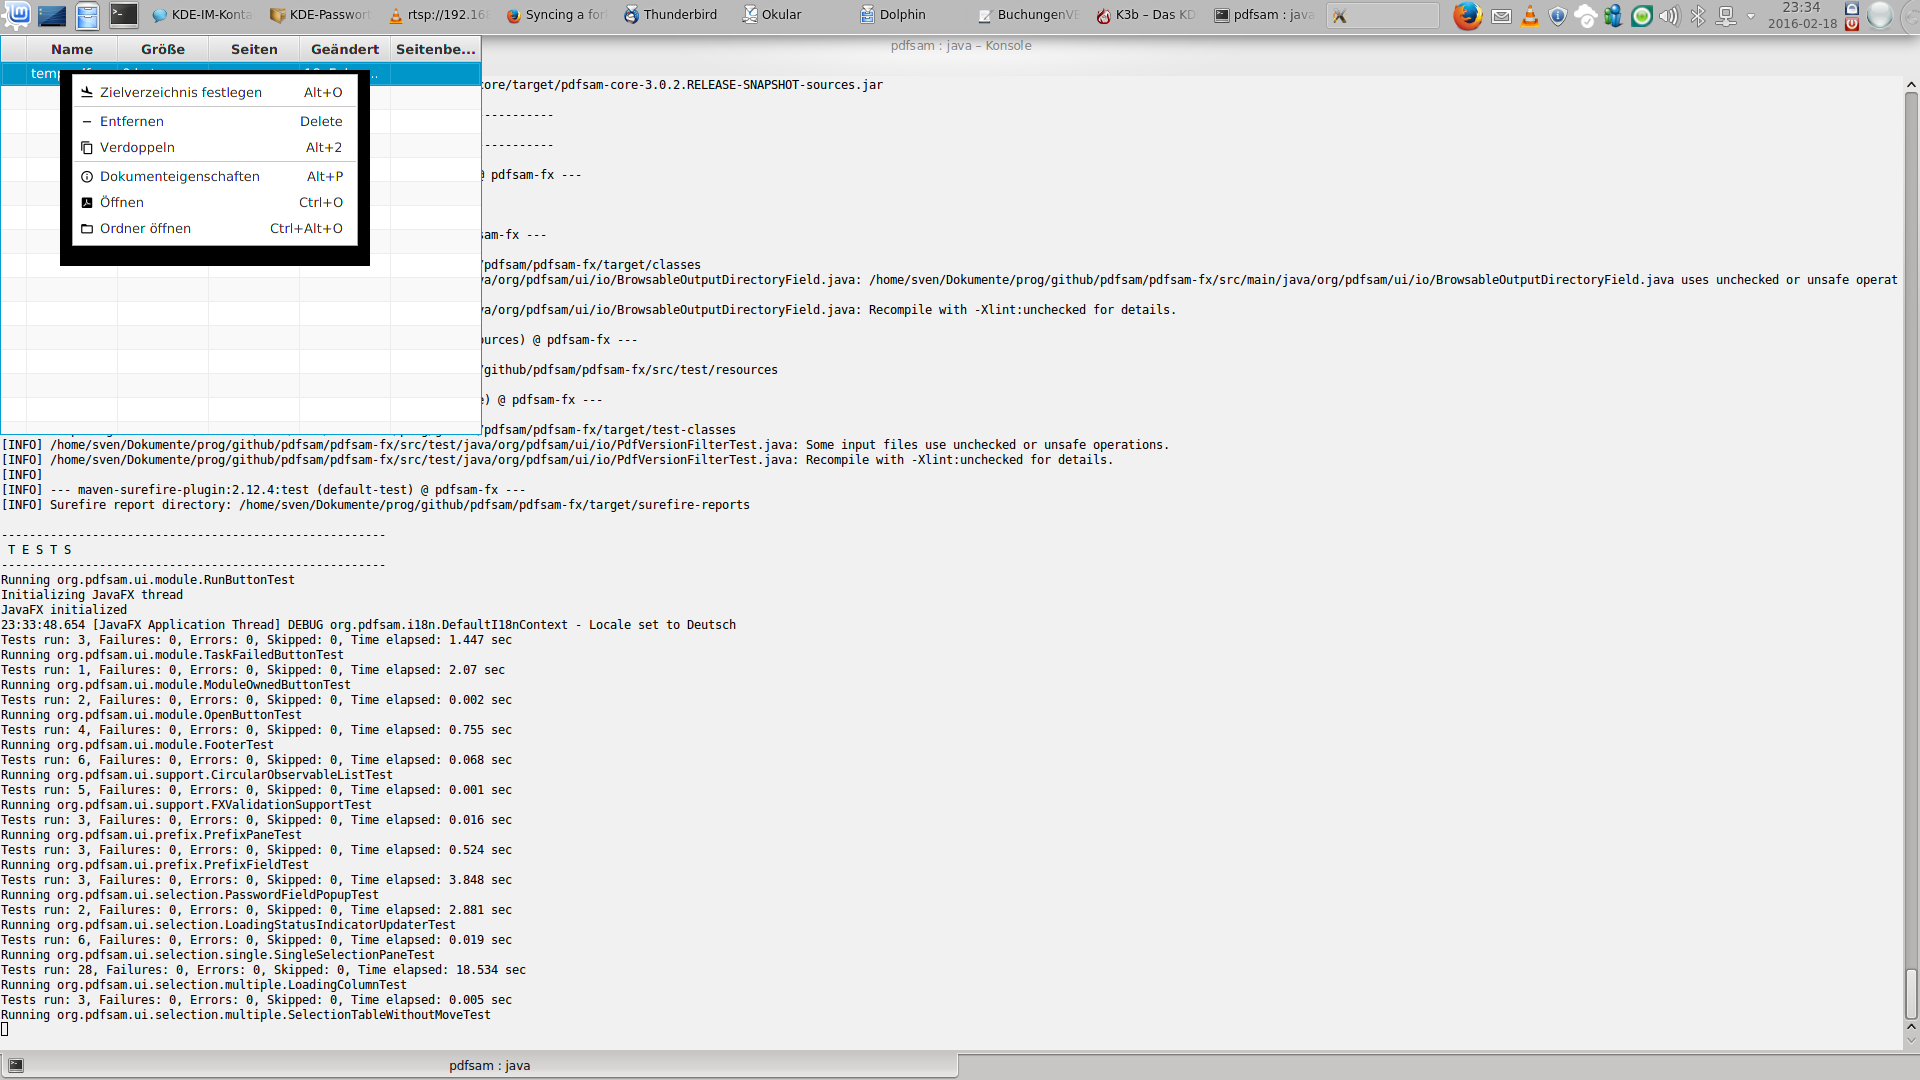 KDE-IM-Konta
KDE-Passwort
rtsp://192.16
Syncing a for
Thunderbird
Okular
Dolphin
BuchungenVB
K3b – Das KD
pdfsam : java
23:34
2016-02-18
pdfsam : java – Konsole
Name Größe Seiten Geändert Seitenbe...
Zielverzeichnis festlegen Alt+O
Entfernen Delete
Verdoppeln Alt+2
Dokumenteigenschaften Alt+P
Öffnen Ctrl+O
Ordner öffnen Ctrl+Alt+O
ore/target/pdfsam-core-3.0.2.RELEASE-SNAPSHOT-sources.jar
----------
----------
@ pdfsam-fx ---
sam-fx ---
/pdfsam/pdfsam-fx/target/classes
va/org/pdfsam/ui/io/BrowsableOutputDirectoryField.java: /home/sven/Dokumente/prog/github/pdfsam/pdfsam-fx/src/main/java/org/pdfsam/ui/io/BrowsableOutputDirectoryField.java uses unchecked or unsafe operat
va/org/pdfsam/ui/io/BrowsableOutputDirectoryField.java: Recompile with -Xlint:unchecked for details.
urces) @ pdfsam-fx ---
/github/pdfsam/pdfsam-fx/src/test/resources
) @ pdfsam-fx ---
/pdfsam/pdfsam-fx/target/test-classes
[INFO] /home/sven/Dokumente/prog/github/pdfsam/pdfsam-fx/src/test/java/org/pdfsam/ui/io/PdfVersionFilterTest.java: Some input files use unchecked or unsafe operations.
[INFO] /home/sven/Dokumente/prog/github/pdfsam/pdfsam-fx/src/test/java/org/pdfsam/ui/io/PdfVersionFilterTest.java: Recompile with -Xlint:unchecked for details.
[INFO]
[INFO] --- maven-surefire-plugin:2.12.4:test (default-test) @ pdfsam-fx ---
[INFO] Surefire report directory: /home/sven/Dokumente/prog/github/pdfsam/pdfsam-fx/target/surefire-reports
-------------------------------------------------------
T E S T S
-------------------------------------------------------
Running org.pdfsam.ui.module.RunButtonTest
Initializing JavaFX thread
JavaFX initialized
23:33:48.654 [JavaFX Application Thread] DEBUG org.pdfsam.i18n.DefaultI18nContext - Locale set to Deutsch
Tests run: 3, Failures: 0, Errors: 0, Skipped: 0, Time elapsed: 1.447 sec
Running org.pdfsam.ui.module.TaskFailedButtonTest
Tests run: 1, Failures: 0, Errors: 0, Skipped: 0, Time elapsed: 2.07 sec
Running org.pdfsam.ui.module.ModuleOwnedButtonTest
Tests run: 2, Failures: 0, Errors: 0, Skipped: 0, Time elapsed: 0.002 sec
Running org.pdfsam.ui.module.OpenButtonTest
Tests run: 4, Failures: 0, Errors: 0, Skipped: 0, Time elapsed: 0.755 sec
Running org.pdfsam.ui.module.FooterTest
Tests run: 6, Failures: 0, Errors: 0, Skipped: 0, Time elapsed: 0.068 sec
Running org.pdfsam.ui.support.CircularObservableListTest
Tests run: 5, Failures: 0, Errors: 0, Skipped: 0, Time elapsed: 0.001 sec
Running org.pdfsam.ui.support.FXValidationSupportTest
Tests run: 3, Failures: 0, Errors: 0, Skipped: 0, Time elapsed: 0.016 sec
Running org.pdfsam.ui.prefix.PrefixPaneTest
Tests run: 3, Failures: 0, Errors: 0, Skipped: 0, Time elapsed: 0.524 sec
Running org.pdfsam.ui.prefix.PrefixFieldTest
Tests run: 3, Failures: 0, Errors: 0, Skipped: 0, Time elapsed: 3.848 sec
Running org.pdfsam.ui.selection.PasswordFieldPopupTest
Tests run: 2, Failures: 0, Errors: 0, Skipped: 0, Time elapsed: 2.881 sec
Running org.pdfsam.ui.selection.LoadingStatusIndicatorUpdaterTest
Tests run: 6, Failures: 0, Errors: 0, Skipped: 0, Time elapsed: 0.019 sec
Running org.pdfsam.ui.selection.single.SingleSelectionPaneTest
Tests run: 28, Failures: 0, Errors: 0, Skipped: 0, Time elapsed: 18.534 sec
Running org.pdfsam.ui.selection.multiple.LoadingColumnTest
Tests run: 3, Failures: 0, Errors: 0, Skipped: 0, Time elapsed: 0.005 sec
Running org.pdfsam.ui.selection.multiple.SelectionTableWithoutMoveTest
pdfsam : java